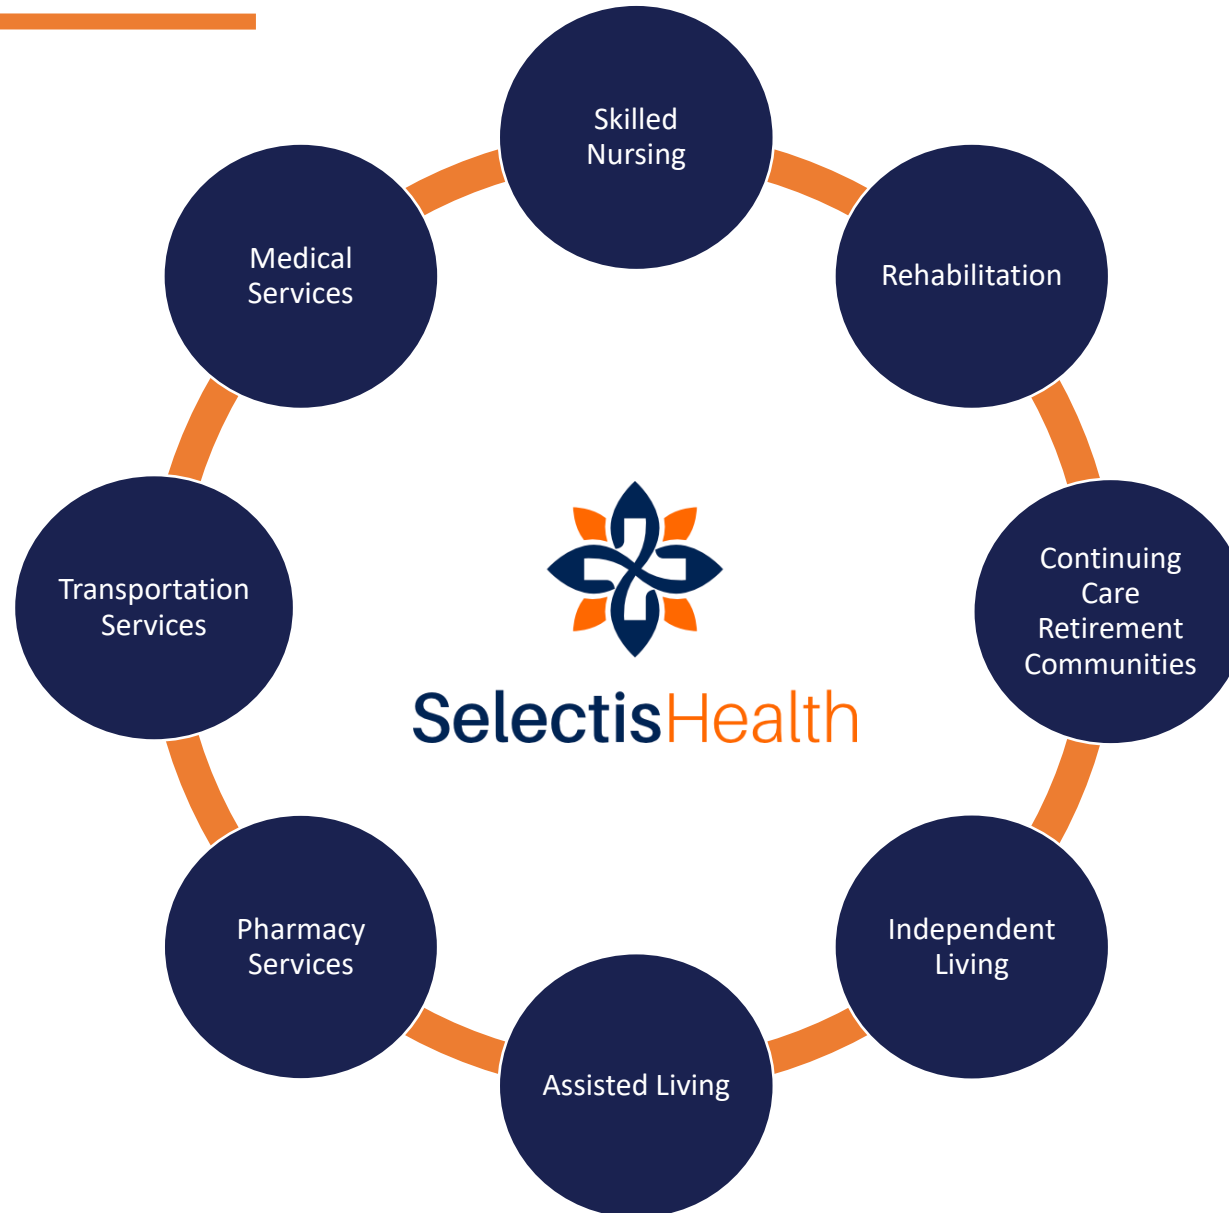 Skilled
Nursing
Rehabilitation
Continuing
Care
Retirement
Communities
Independent
Living
Assisted Living
Pharmacy
Services
Transportation
Services
Medical
Services
SelectisHealth